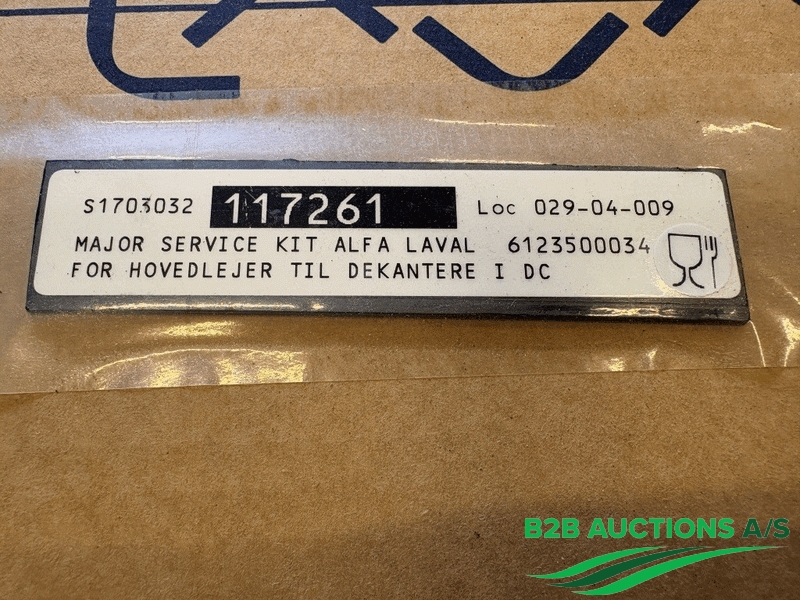 S1703032 117261 Loc 029-04-009
MAJOR SERVICE KIT ALFA LAVAL 6123500034
FOR HOVEDLEJER TIL DEKANTERE I DC
B2B AUCTIONS A/S